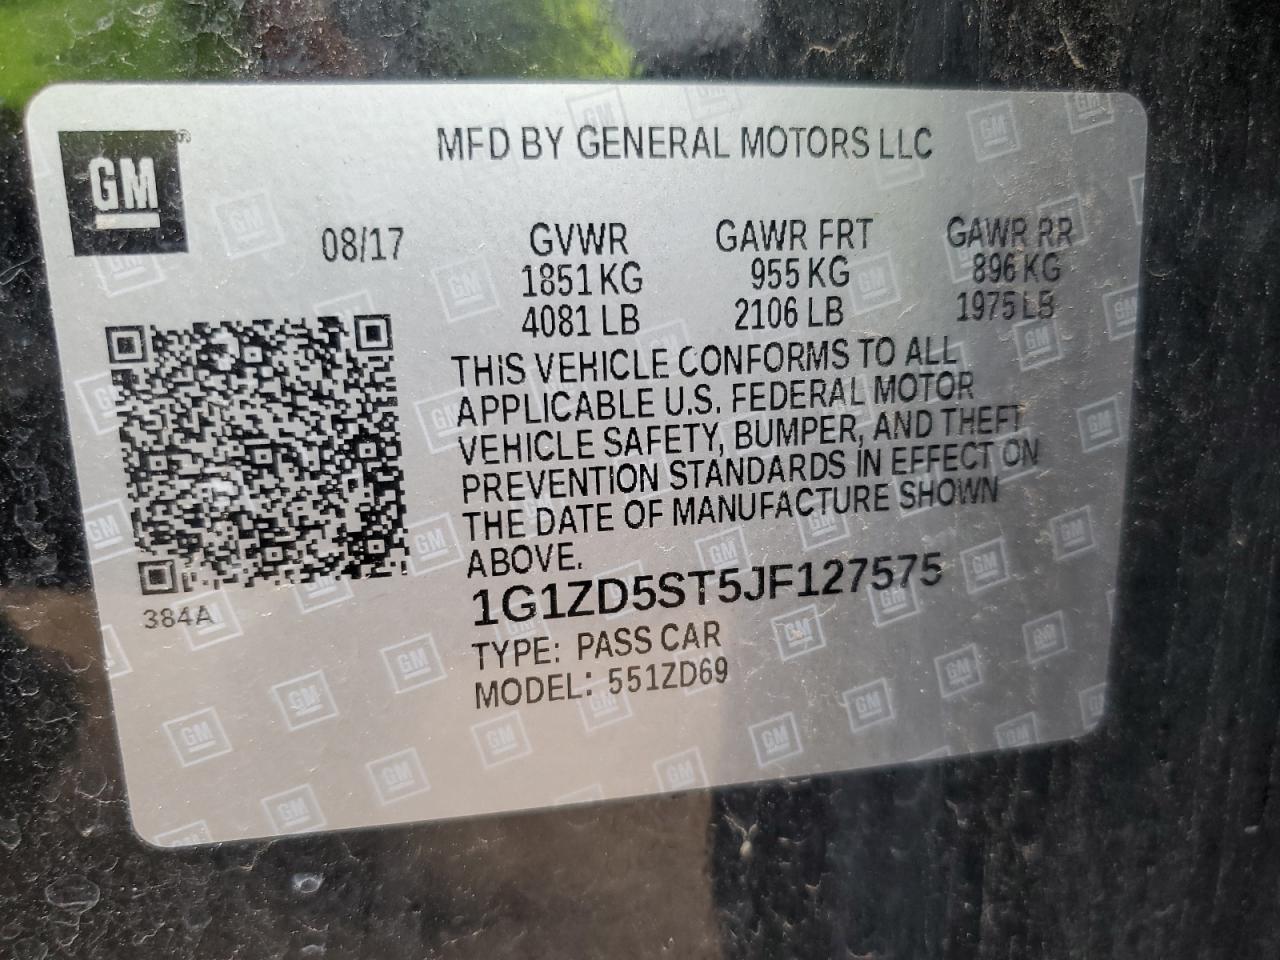 GM
MFD BY GENERAL MOTORS LLC
08/17 GVWR GAWR FRT GAWR RR
1851 KG 955 KG 896 KG
4081 LB 2106 LB 1975 LB
THIS VEHICLE CONFORMS TO ALL
APPLICABLE U.S. FEDERAL MOTOR
VEHICLE SAFETY, BUMPER, AND THEFT
PREVENTION STANDARDS IN EFFECT ON
THE DATE OF MANUFACTURE SHOWN
ABOVE.
384A
1G1ZD5ST5JF127575
TYPE: PASS CAR
MODEL: 551ZD69